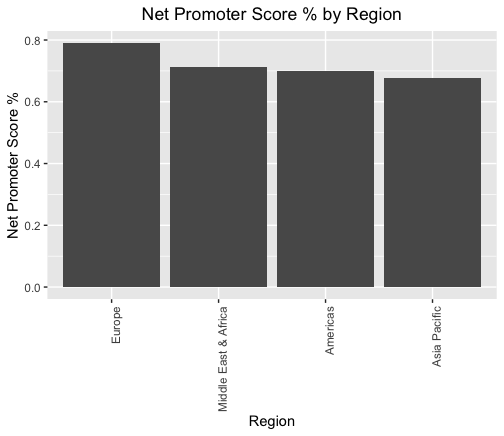 Net Promoter Score % by Region
Net Promoter Score %
0.8
0.6
0.4
0.2
0.0
Europe
Middle East & Africa
Americas
Asia Pacific
Region